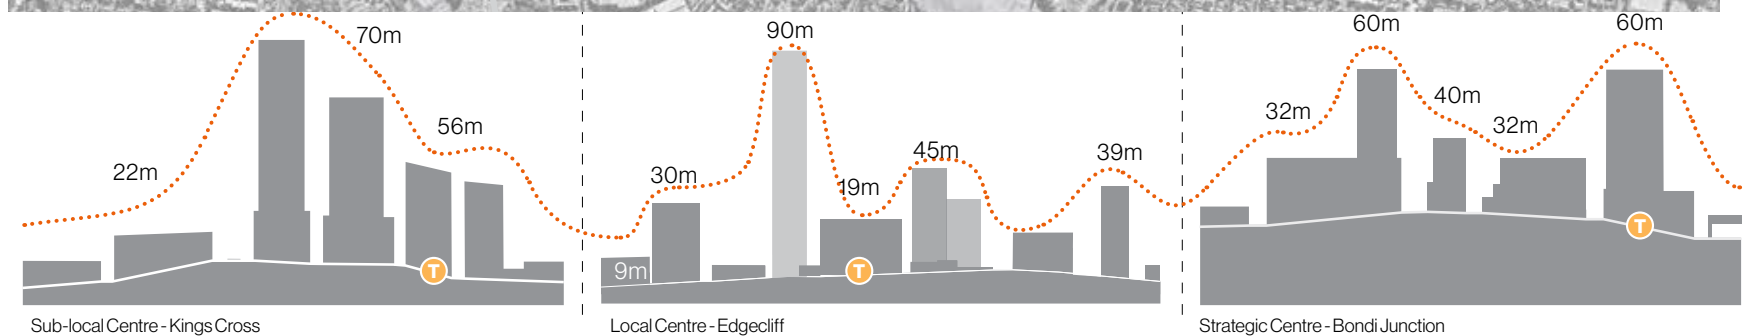 22m
70m
56m
T
Sub-local Centre - Kings Cross
9m
30m
90m
19m
45m
39m
T
Local Centre - Edgecliff
32m
60m
40m
32m
60m
T
Strategic Centre - Bondi Junction